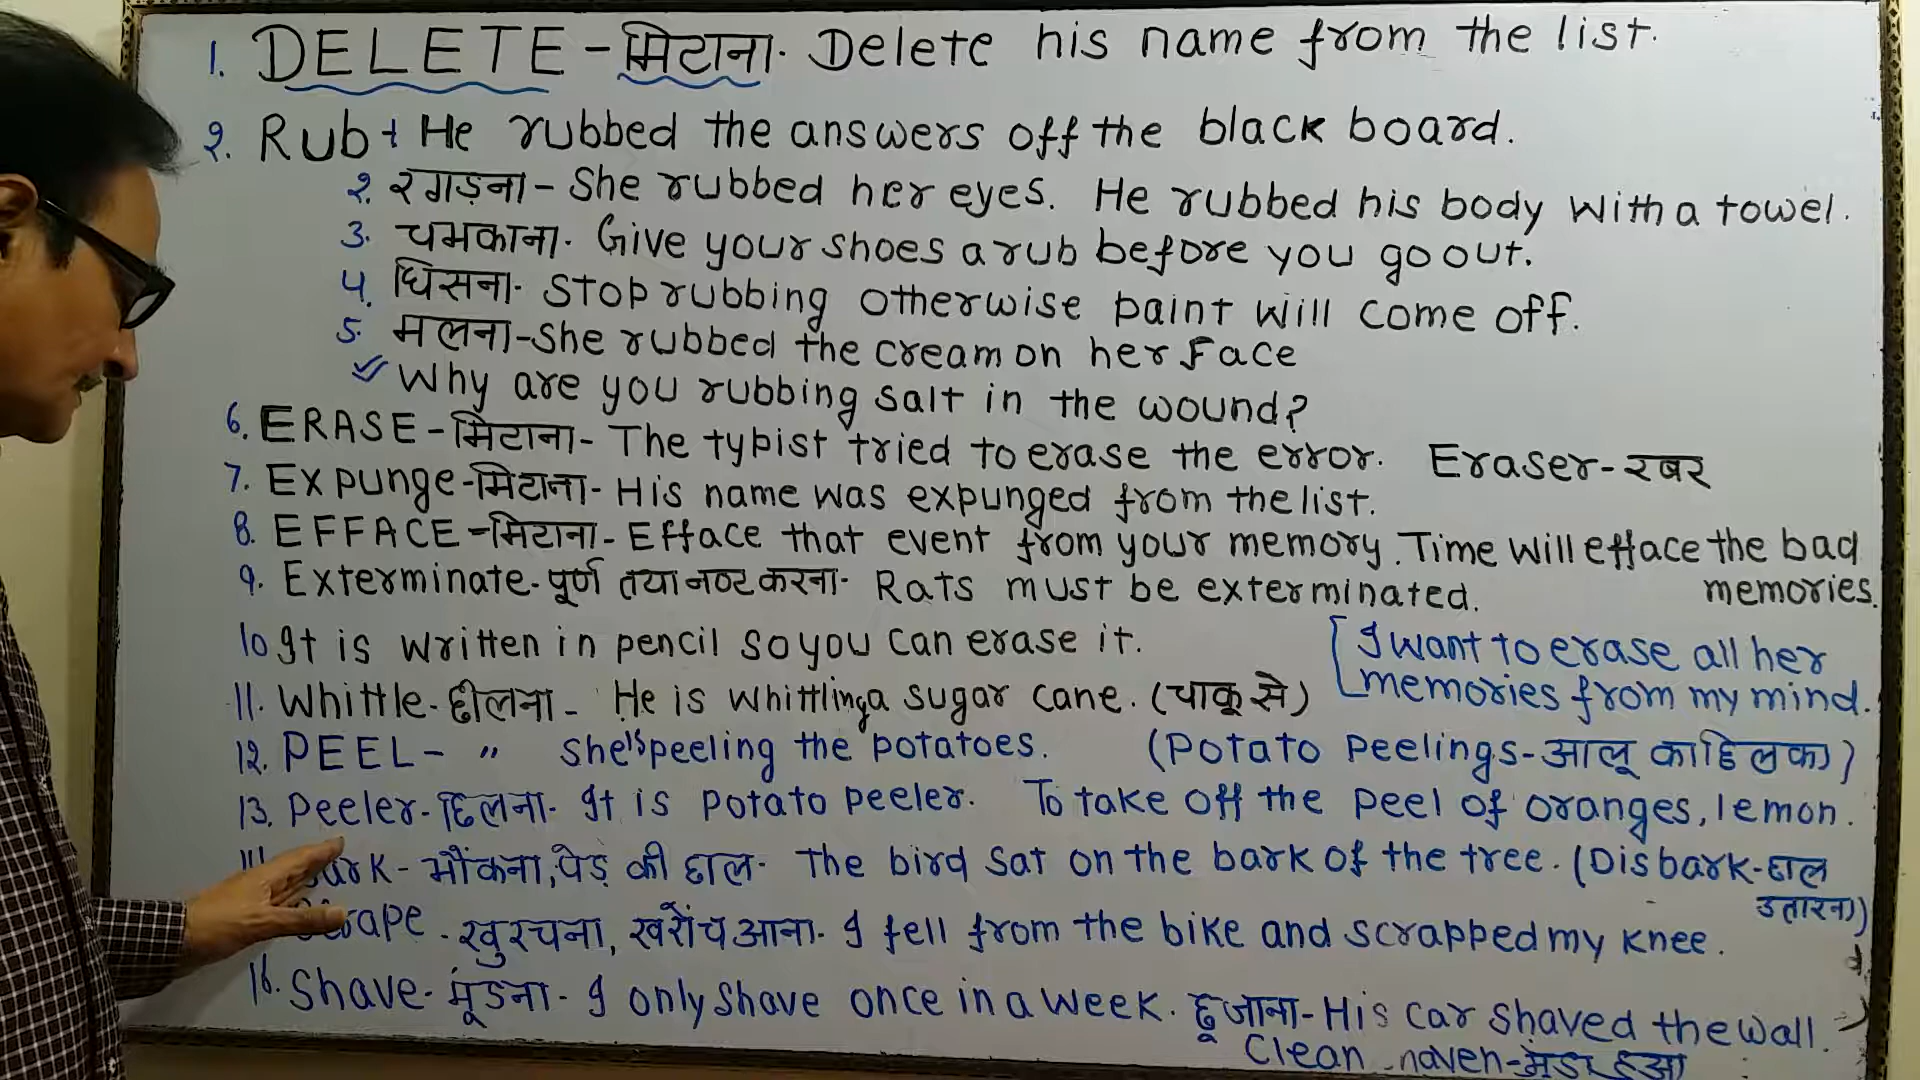 1. DELETE - मिटाना. Delete his name from the list.
2. Rub + He rubbed the answers off the black board.
2. रगड़ना - She rubbed her eyes. He rubbed his body with a towel.
3. चमकाना. Give your shoes a rub before you go out.
4. घिसना. Stop rubbing otherwise paint will come off.
5. मलना - She rubbed the cream on her Face
Why are you rubbing salt in the wound?
6. ERASE - मिटाना - The typist tried to erase the error. Eraser - रबर
7. Expunge - मिटाना - His name was expunged from the list.
8. EFFACE - मिटाना - Efface that event from your memory. Time will efface the bad
memories.
9. Exterminate - पूर्ण तया नष्ट करना - Rats must be exterminated.
10 It is written in pencil so you can erase it.
[I want to erase all her
memories from my mind.
11. Whittle - छीलना - He is whittling a sugar cane. (चाकू से)
12. PEEL - " She is peeling the potatoes. (Potato Peelings - आलू का छिलका)
13. Peeler - छिलना - It is potato peeler. To take off the peel of oranges, lemon.
ark - भौंकना, पेड़ की छाल - The bird sat on the bark of the tree. (Disbark - छाल
उतारना)
rape - खुरचना, खरोंच आना - I fell from the bike and scrapped my knee.
16. Shave - मूंडना - I only shave once in a week. छू जाना - His car shaved the wall.
Clean